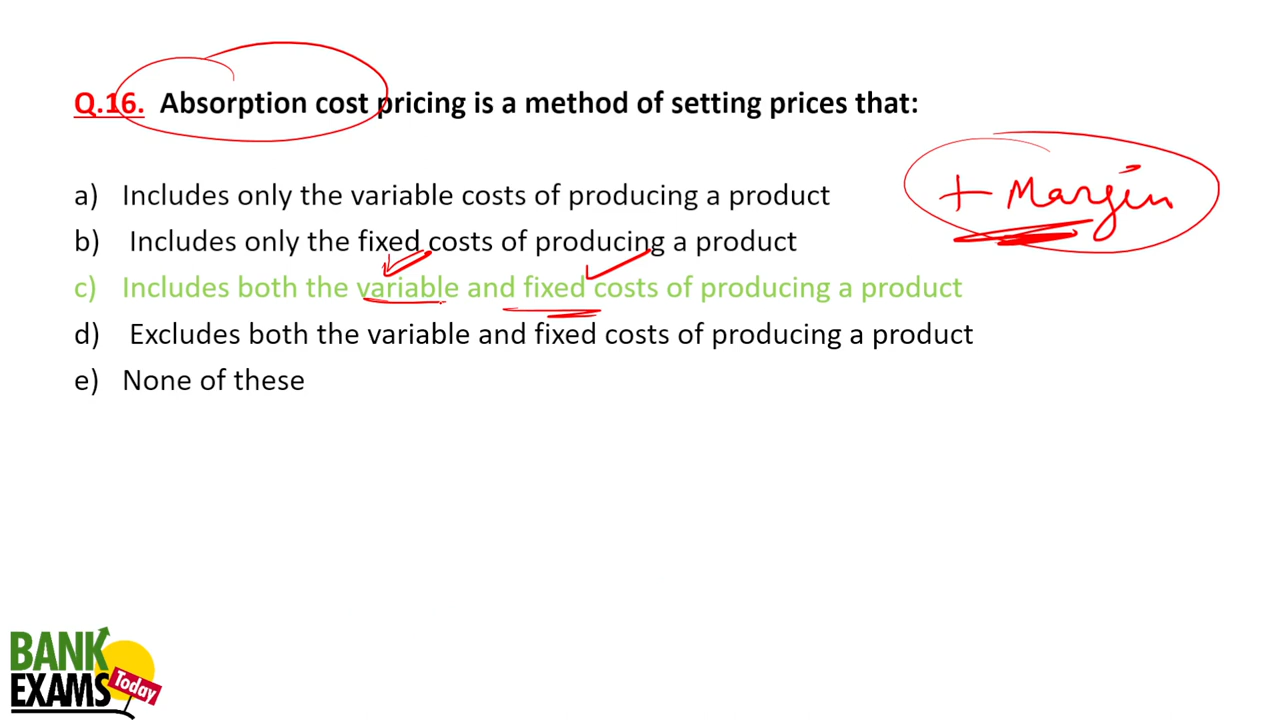 Q.16. Absorption cost pricing is a method of setting prices that:
+ Margin
a) Includes only the variable costs of producing a product
b) Includes only the fixed costs of producing a product
c) Includes both the variable and fixed costs of producing a product
d) Excludes both the variable and fixed costs of producing a product
e) None of these
BANK
EXAMS
Today